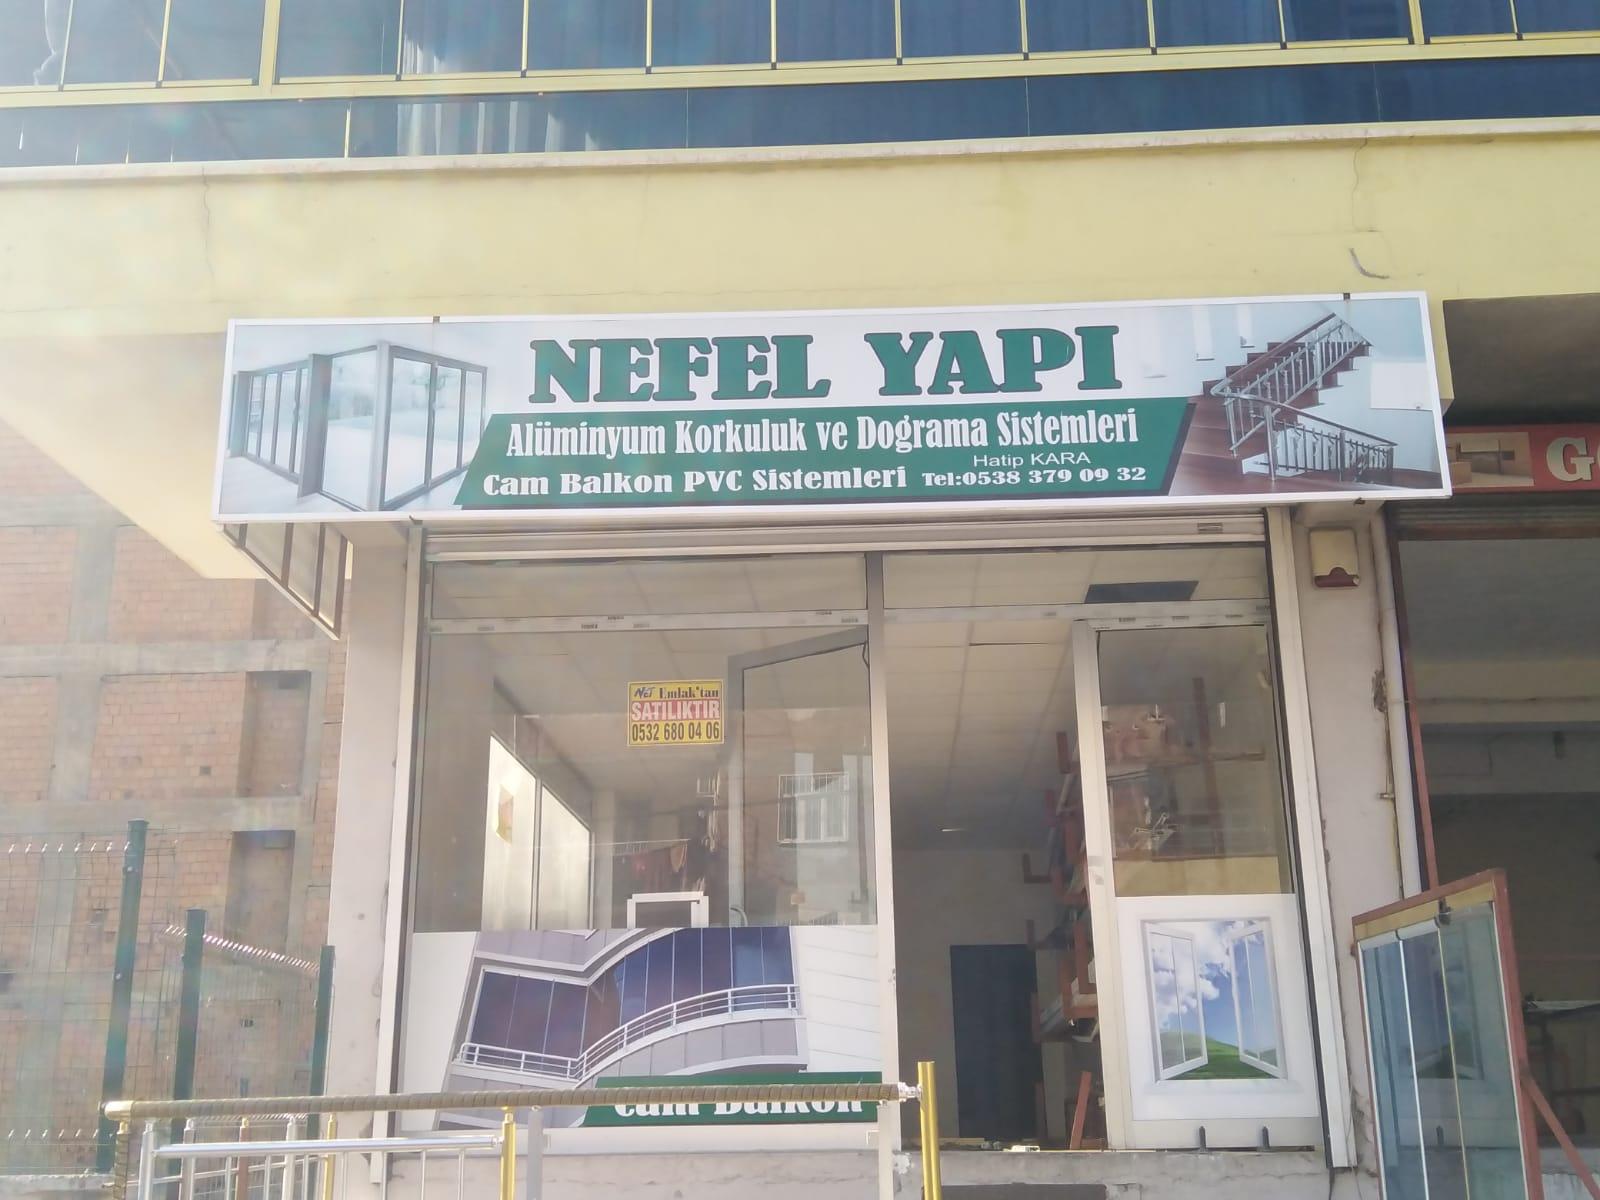 NEFEL YAPI
Alüminyum Korkuluk ve Doğrama Sistemleri
Hatip KARA
Cam Balkon PVC Sistemleri Tel:0538 379 09 32
NET Emlak'tan
SATILIKTIR
0532 680 04 06
Cam Balkon
G